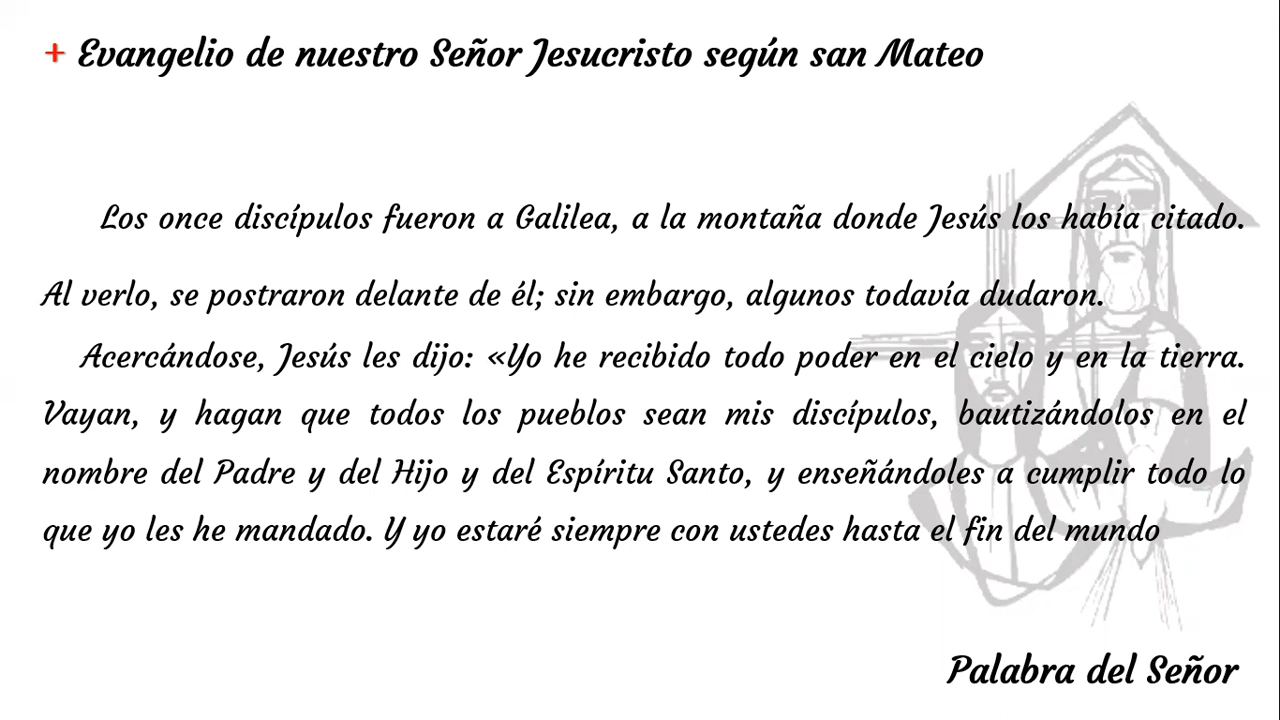 + Evangelio de nuestro Señor Jesucristo según san Mateo
Los once discípulos fueron a Galilea, a la montaña donde Jesús los había citado.
Al verlo, se postraron delante de él; sin embargo, algunos todavía dudaron.
Acercándose, Jesús les dijo: «Yo he recibido todo poder en el cielo y en la tierra.
Vayan, y hagan que todos los pueblos sean mis discípulos, bautizándolos en el
nombre del Padre y del Hijo y del Espíritu Santo, y enseñándoles a cumplir todo lo
que yo les he mandado. Y yo estaré siempre con ustedes hasta el fin del mundo
Palabra del Señor